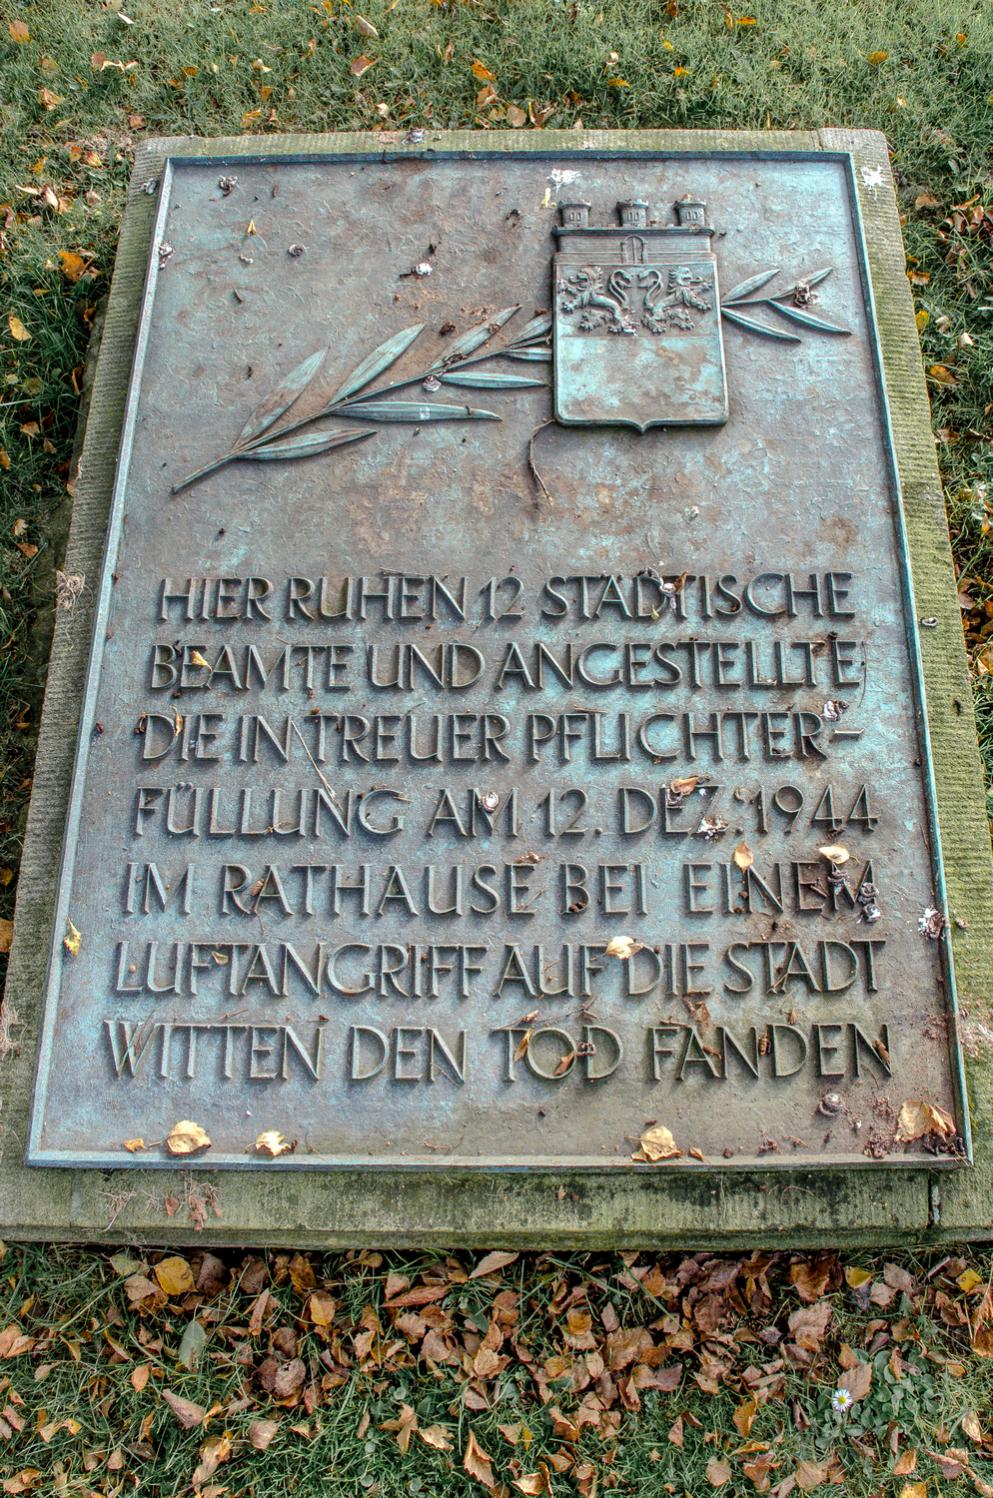 HIER RUHEN 12 STÄDTISCHE
BEAMTE UND ANGESTELLTE
DIE IN TREUER PFLICHTER-
FÜLLUNG AM 12. DEZ. 1944
IM RATHAUSE BEI EINEM
LUFTANGRIFF AUF DIE STADT
WITTEN DEN TOD FANDEN